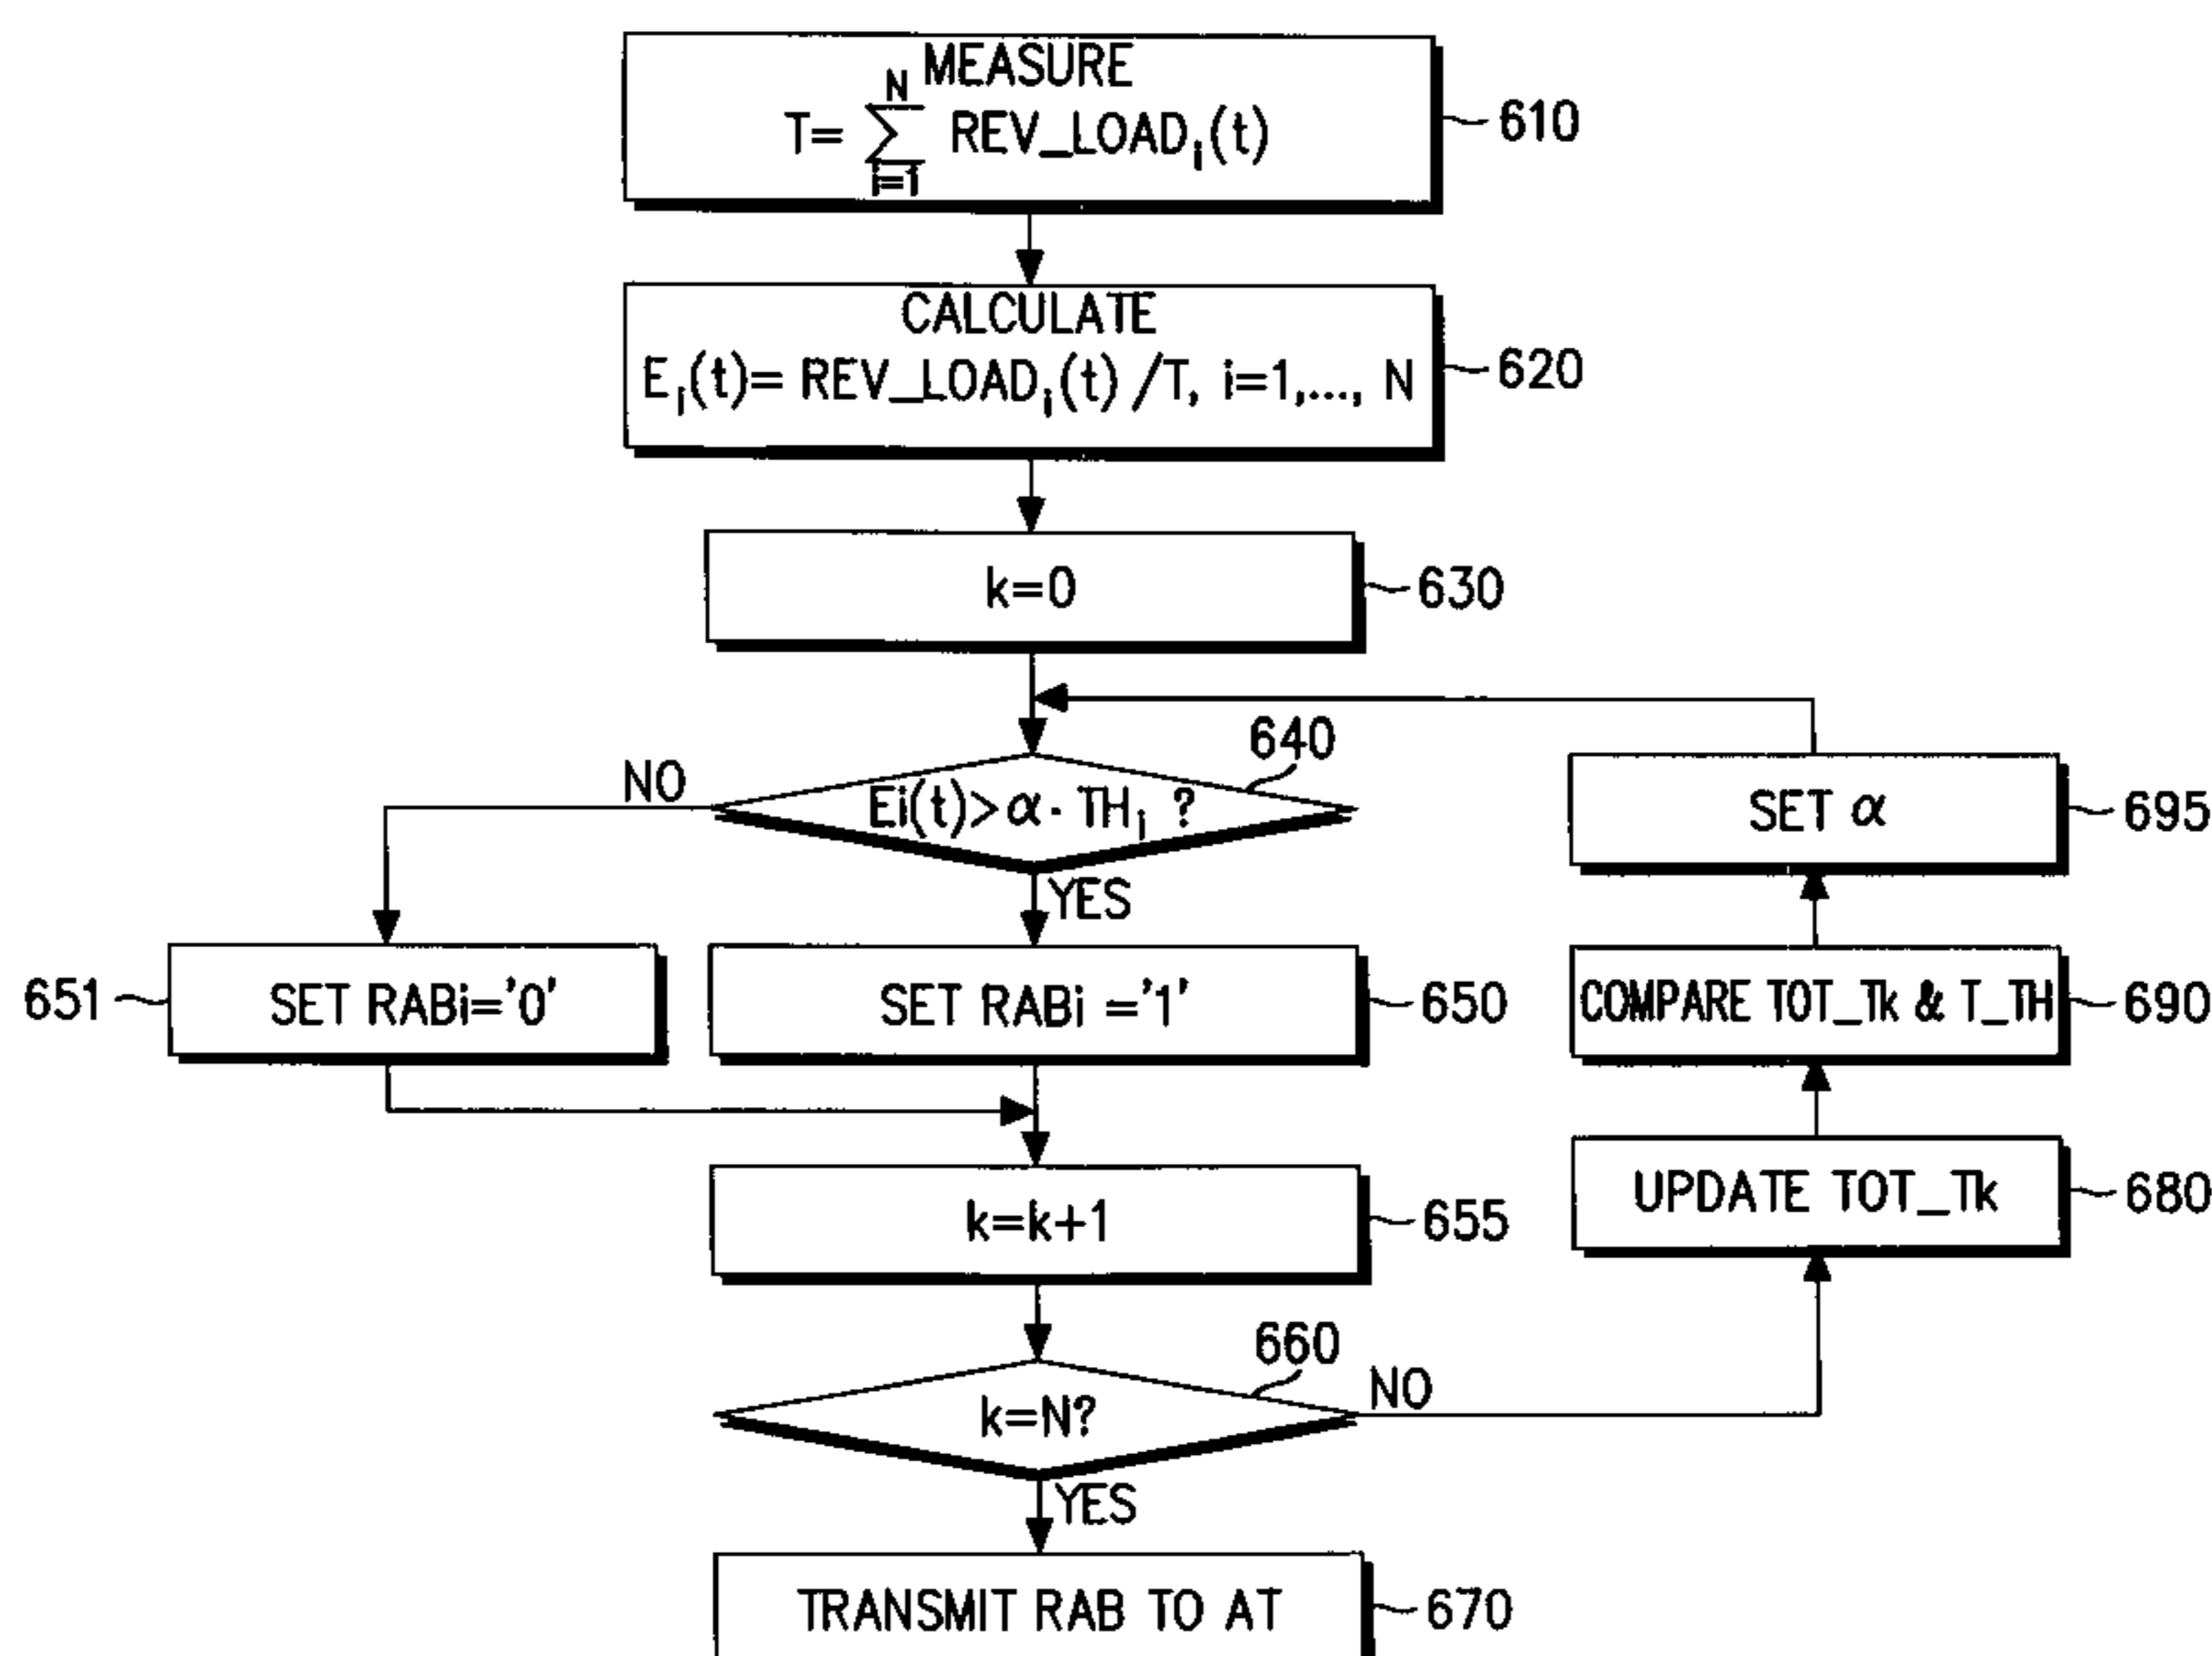 MEASURE
T= N ∑ i=1 REV_LOADi(t)
610
CALCULATE
Ei(t)= REV_LOADi(t) /T, i=1,..., N
620
k=0
630
640
NO
Ei(t)>α· THi ?
YES
SET α
695
651
SET RABi='0'
SET RABi ='1'
650
COMPARE TOT_Tk & T_TH
690
k=k+1
655
UPDATE TOT_Tk
680
660
k=N?
NO
YES
TRANSMIT RAB TO AT
670